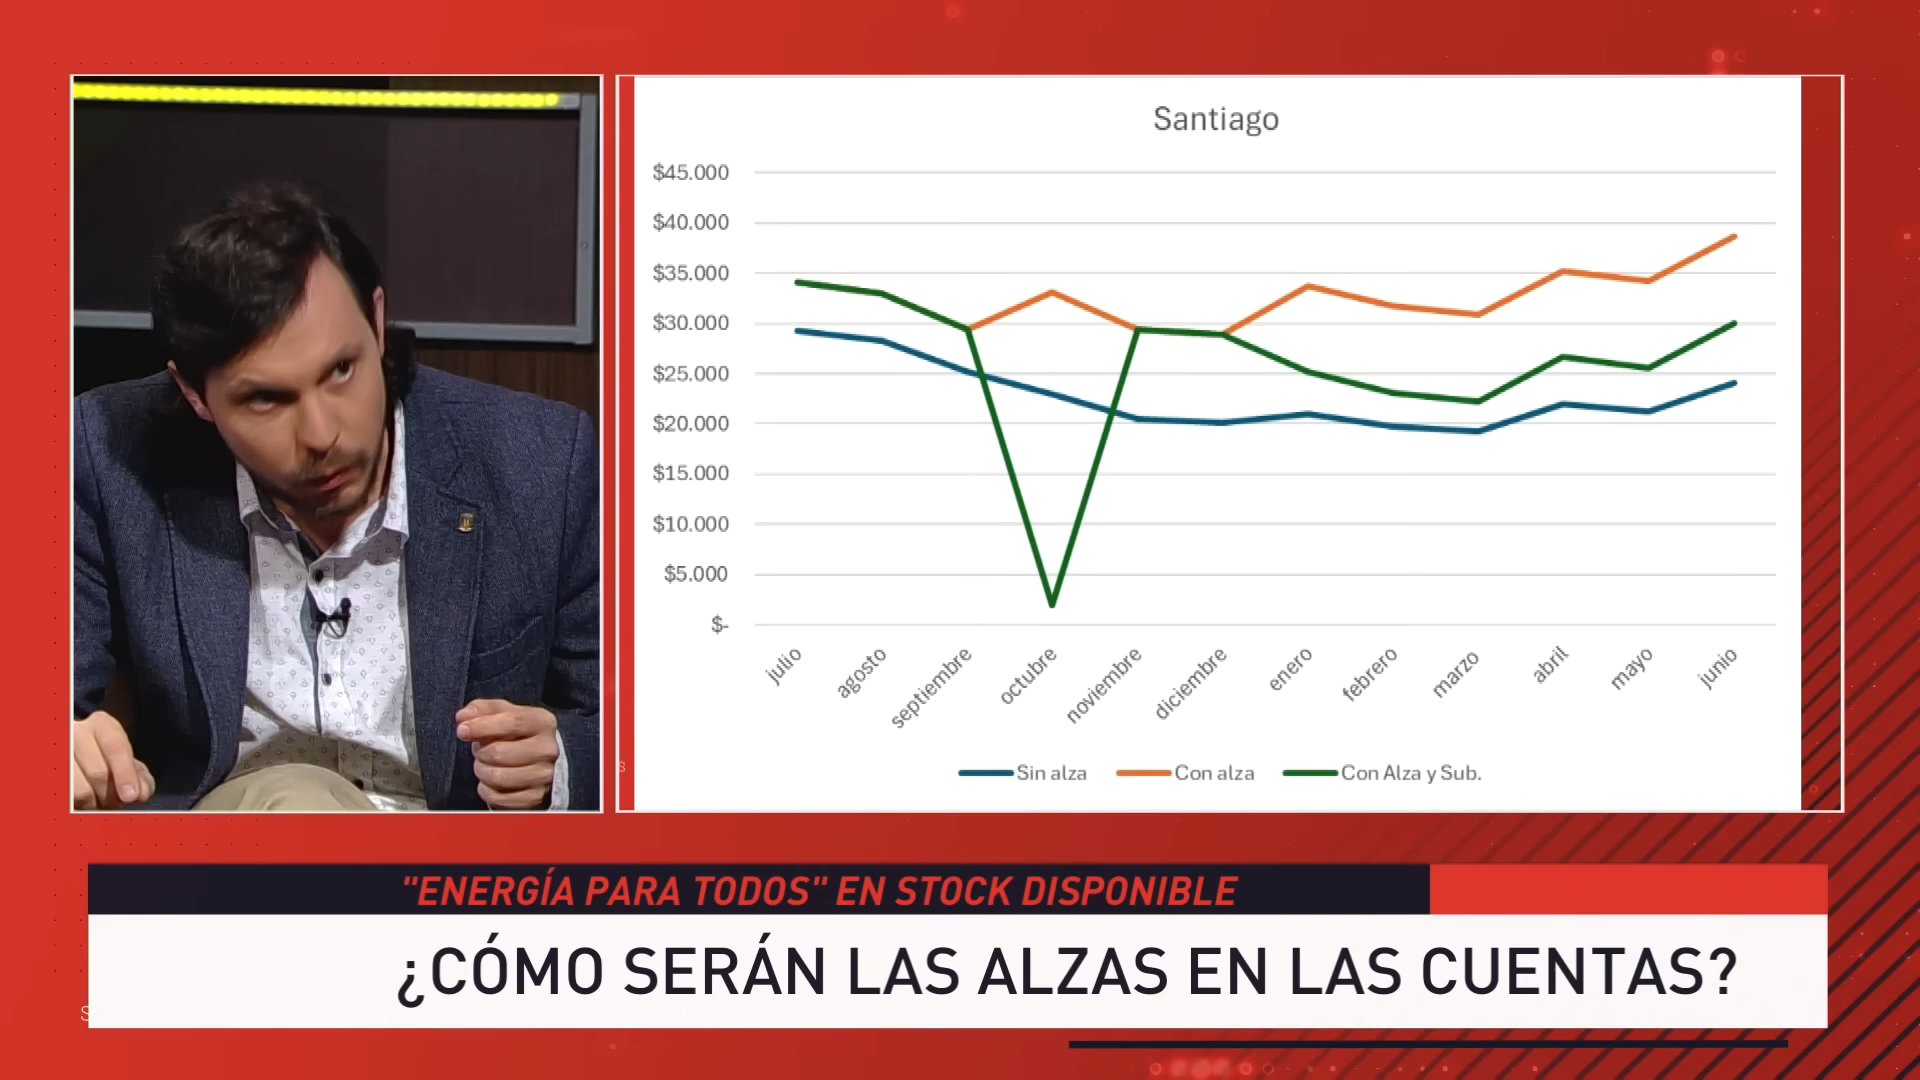 Santiago
$45.000
$40.000
$35.000
$30.000
$25.000
$20.000
$15.000
$10.000
$5.000
$-
julio
agosto
septiembre
octubre
noviembre
diciembre
enero
febrero
marzo
abril
mayo
junio
Sin alza
Con alza
Con Alza y Sub.
"ENERGÍA PARA TODOS" EN STOCK DISPONIBLE
¿CÓMO SERÁN LAS ALZAS EN LAS CUENTAS?